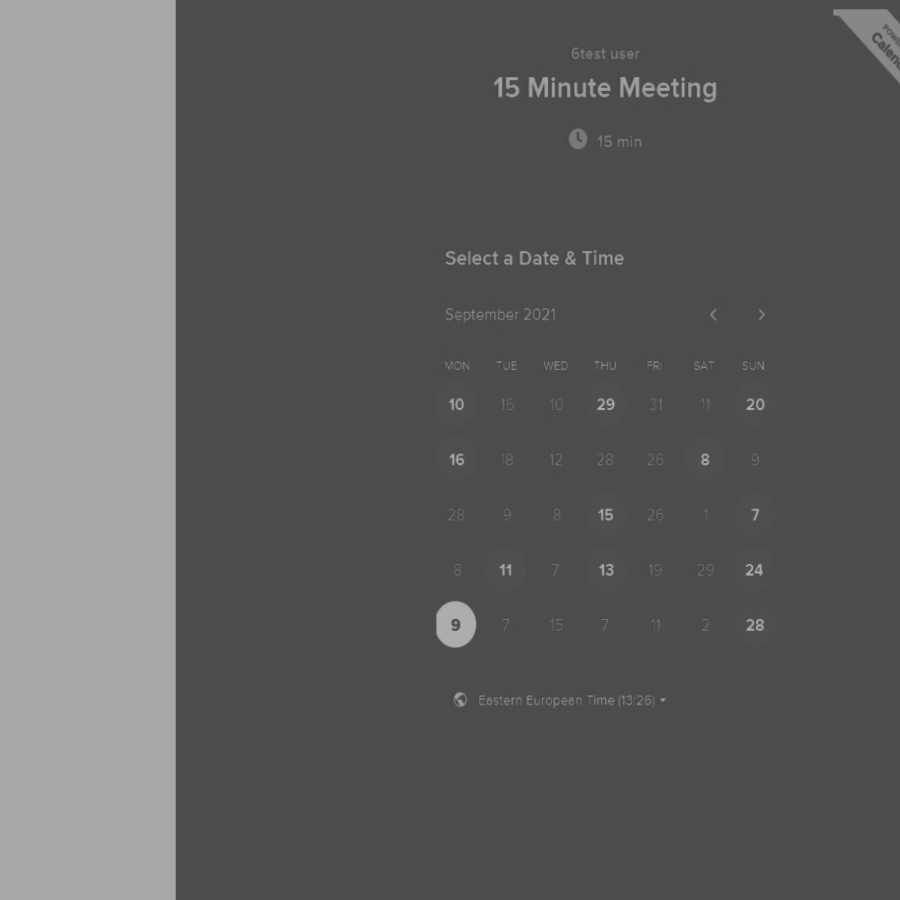 6test user
15 Minute Meeting
15 min
Select a Date & Time
September 2021
MON TUE WED THU FRI SAT SUN
10 16 10 29 31 11 20
16 18 12 28 26 8 9
28 9 8 15 26 1 7
8 11 7 13 19 29 24
9 7 15 7 11 2 28
Eastern European Time (13:26)